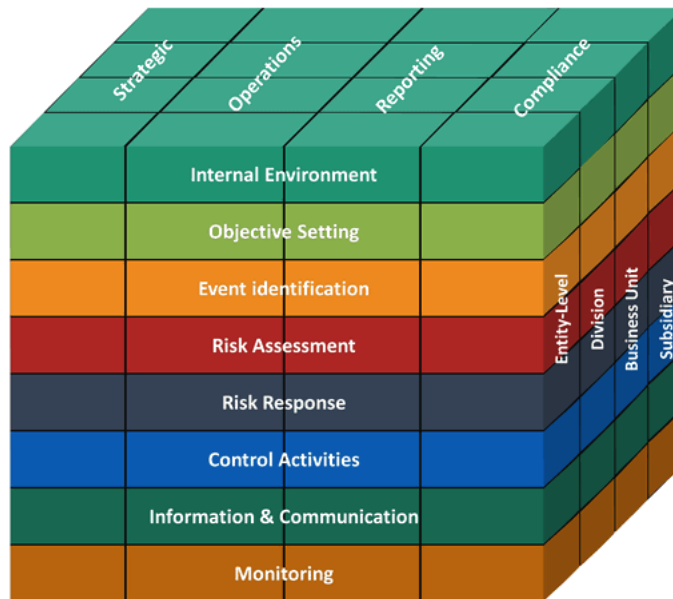 Strategic
Operations
Reporting
Compliance
Internal Environment
Objective Setting
Event identification
Risk Assessment
Risk Response
Control Activities
Information & Communication
Monitoring
Entity-Level
Division
Business Unit
Subsidiary